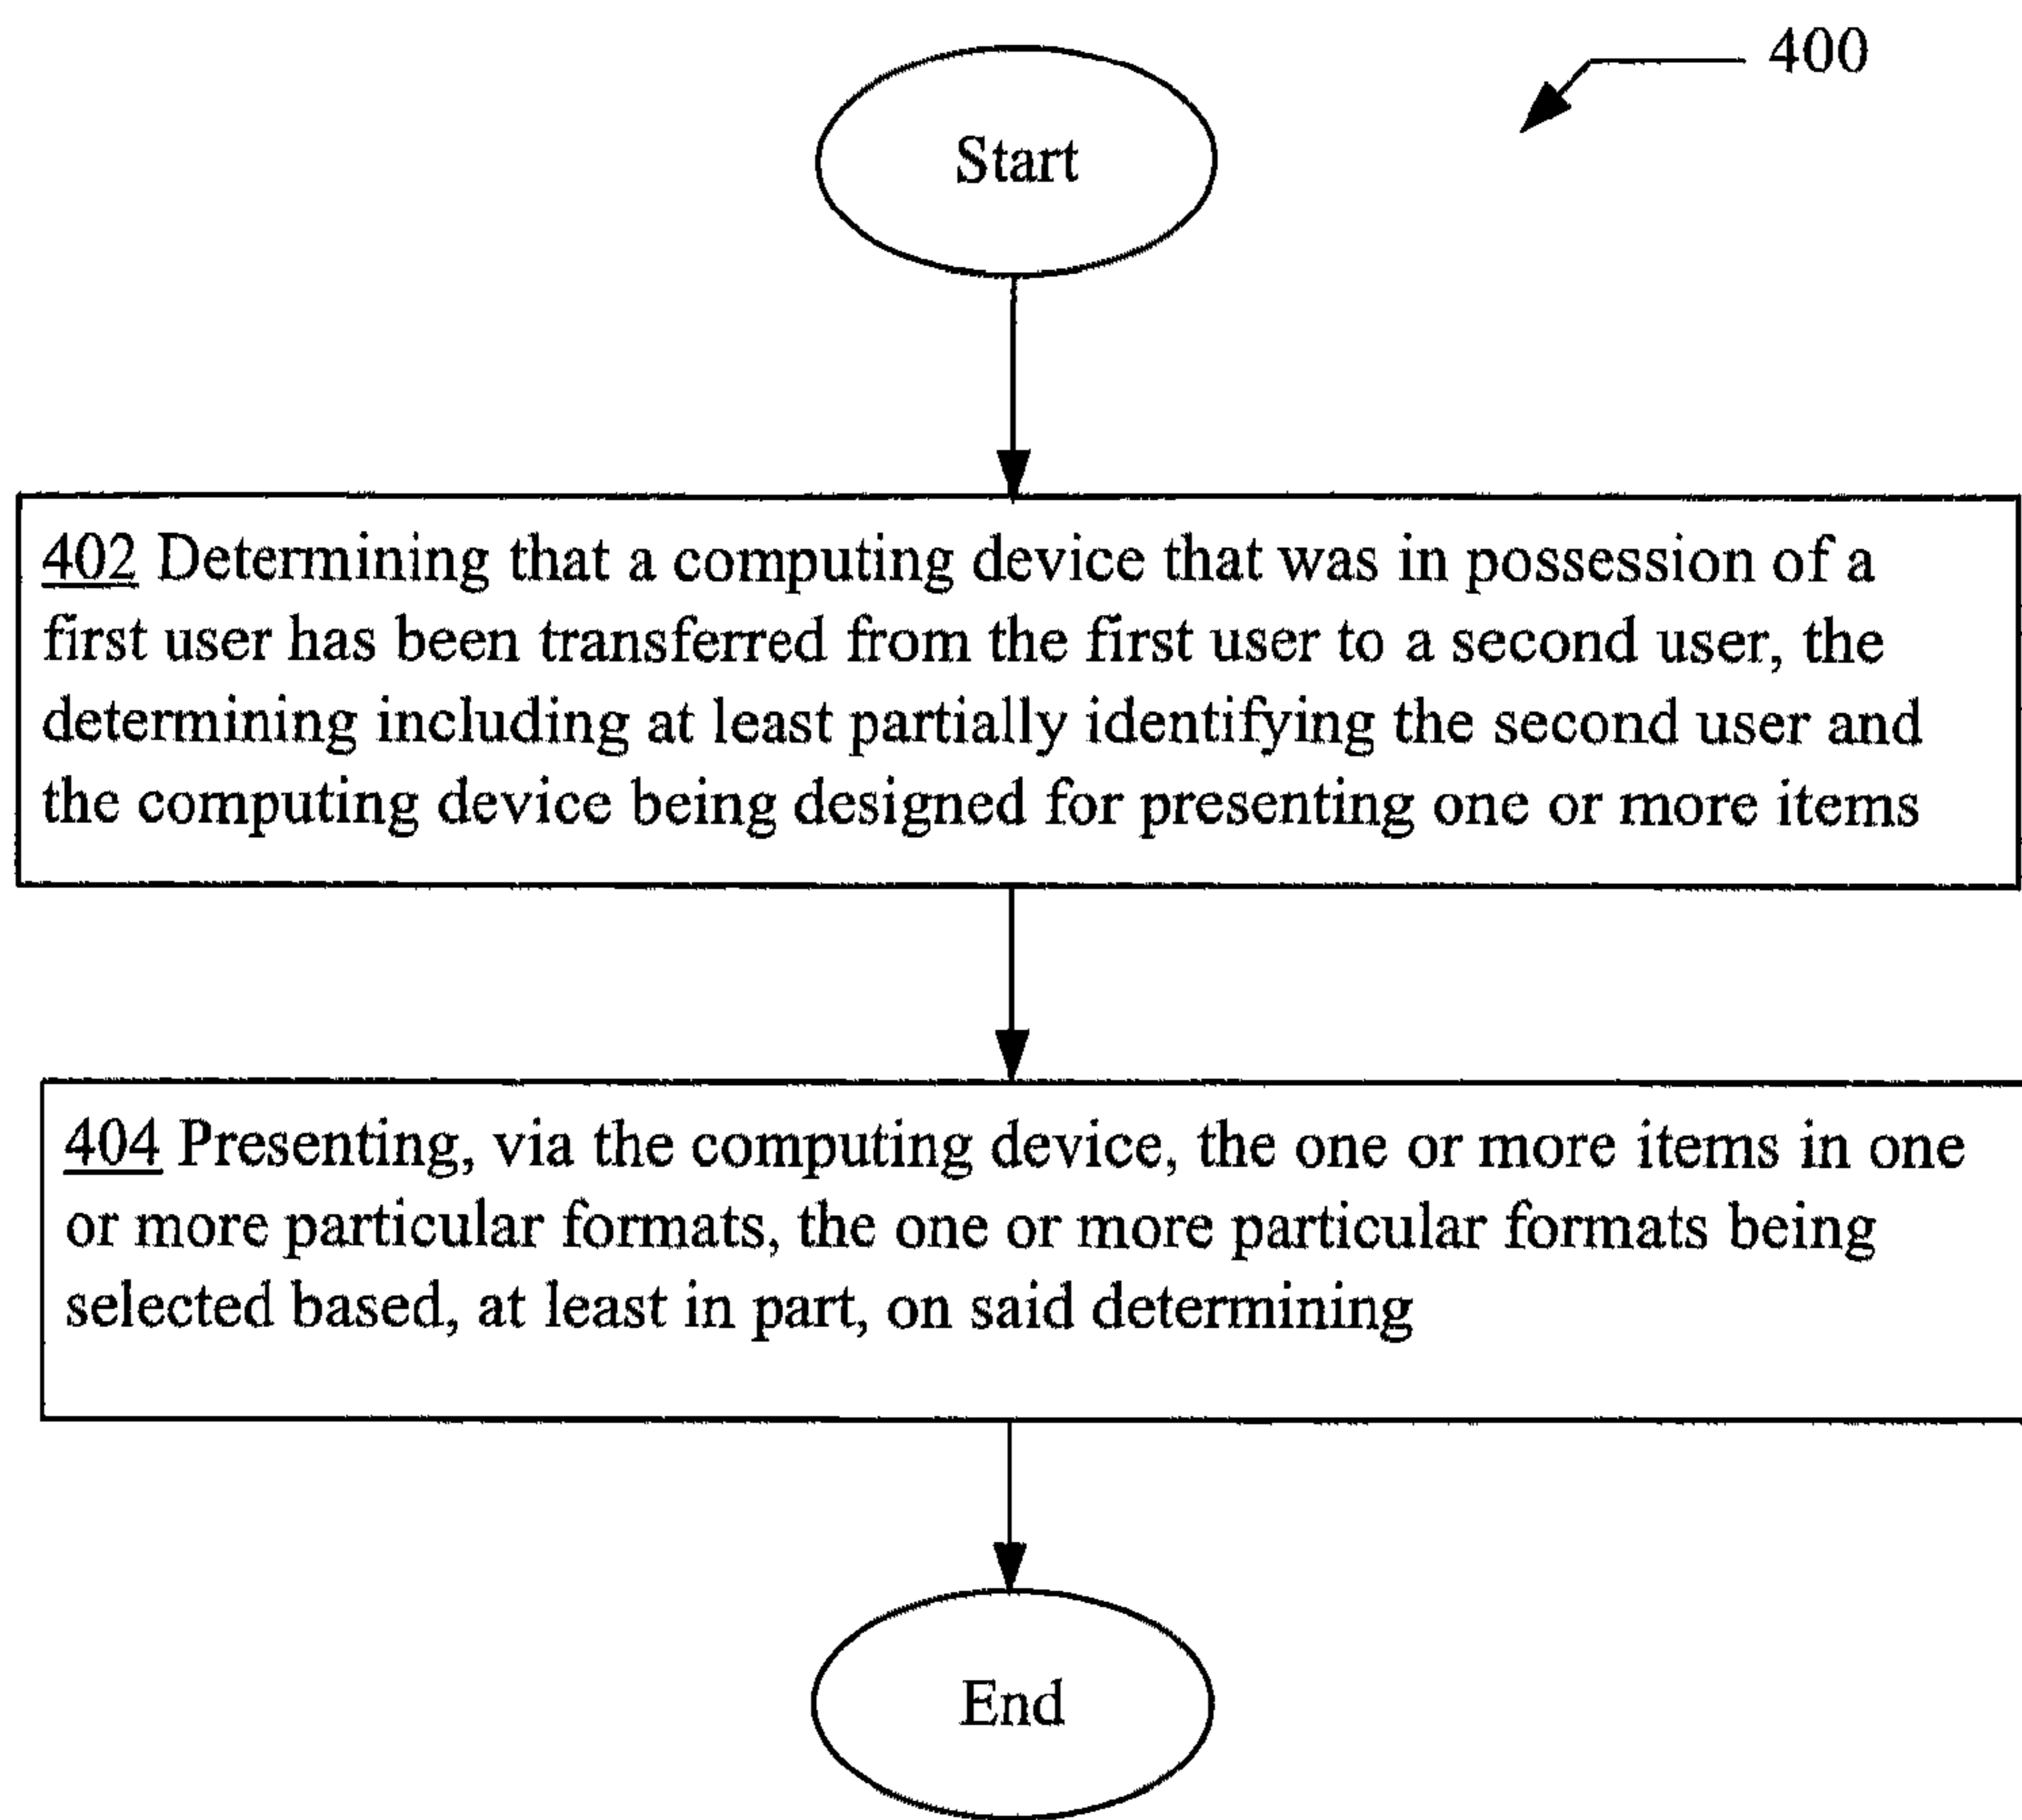 400
Start
402 Determining that a computing device that was in possession of a
first user has been transferred from the first user to a second user, the
determining including at least partially identifying the second user and
the computing device being designed for presenting one or more items
404 Presenting, via the computing device, the one or more items in one
or more particular formats, the one or more particular formats being
selected based, at least in part, on said determining
End